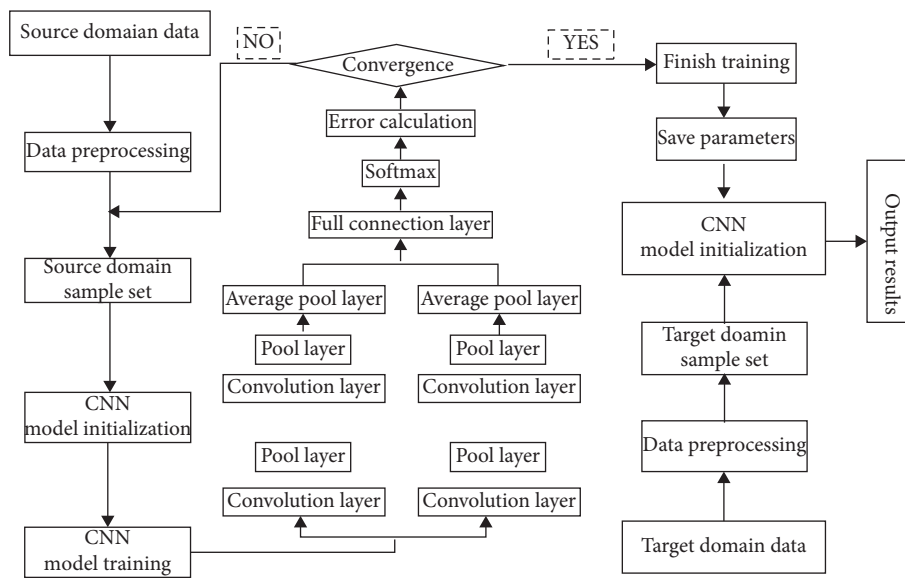 Source domaian data
Data preprocessing
Source domain
sample set
CNN
model initialization
CNN
model training
NO
Convergence
YES
Error calculation
Softmax
Full connection layer
Average pool layer
Average pool layer
Pool layer
Pool layer
Convolution layer
Convolution layer
Pool layer
Pool layer
Convolution layer
Convolution layer
Finish training
Save parameters
CNN
model initialization
Target doamin
sample set
Data preprocessing
Target domain data
Output results